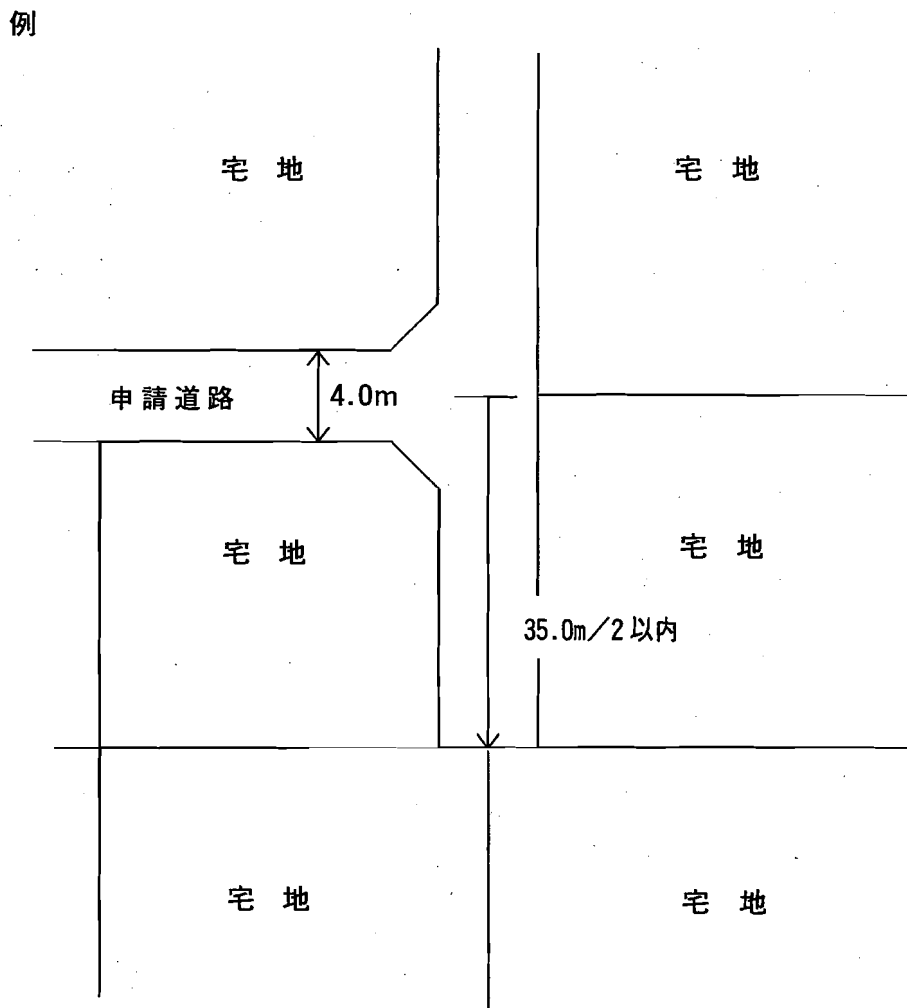 例
宅 地
宅 地
申請道路
4.0m
宅 地
宅 地
35.0m/2以内
宅 地
宅 地